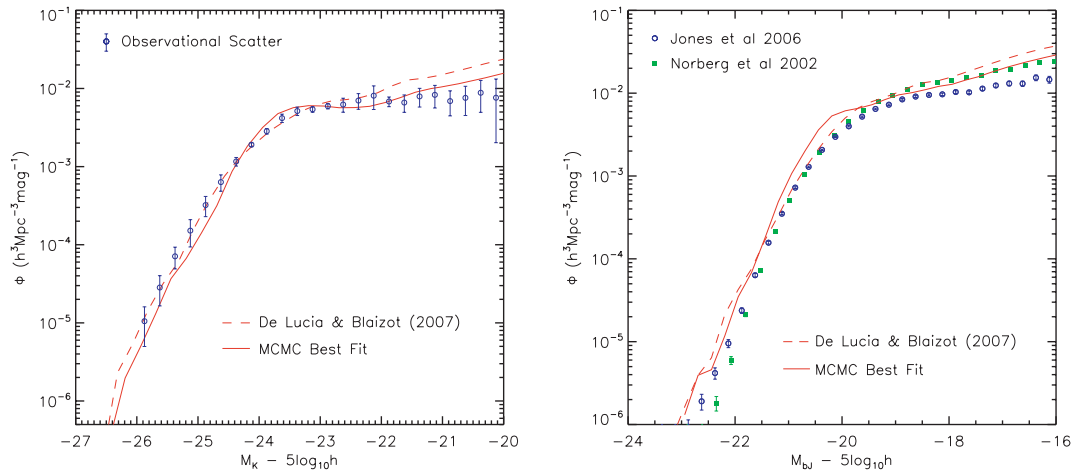 10⁻¹
10⁻²
10⁻³
10⁻⁴
10⁻⁵
10⁻⁶
Φ (h³Mpc⁻³mag⁻¹)
Observational Scatter
De Lucia & Blaizot (2007)
MCMC Best Fit
−27 −26 −25 −24 −23 −22 −21 −20
M_K − 5log₁₀h
10⁻¹
10⁻²
10⁻³
10⁻⁴
10⁻⁵
10⁻⁶
Φ (h³Mpc⁻³mag⁻¹)
Jones et al 2006
Norberg et al 2002
De Lucia & Blaizot (2007)
MCMC Best Fit
−24 −22 −20 −18 −16
M_bJ − 5log₁₀h